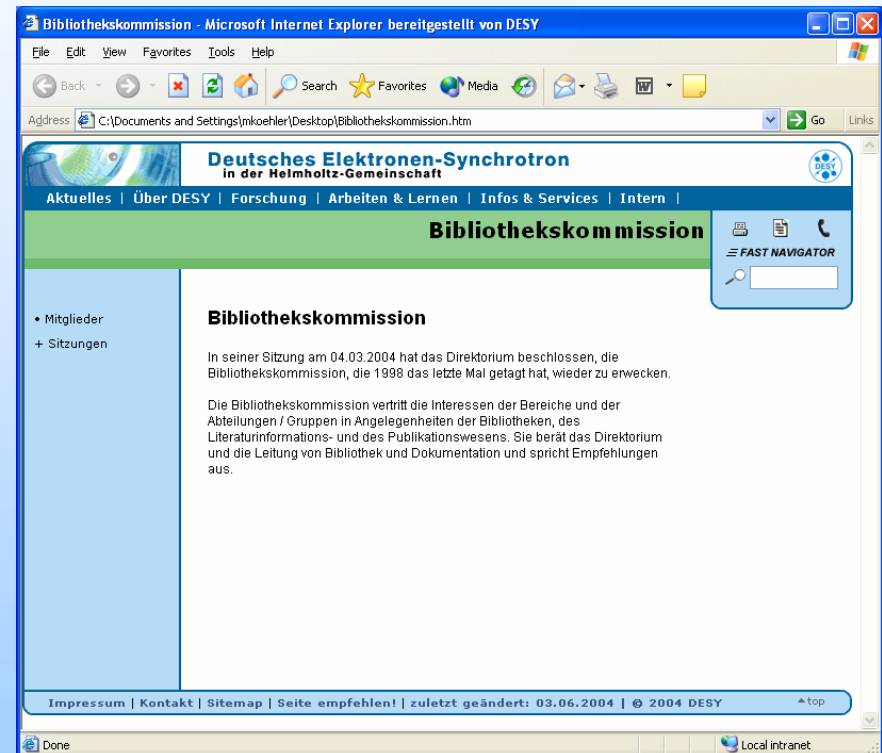 Bibliothekskommission - Microsoft Internet Explorer bereitgestellt von DESY
File Edit View Favorites Tools Help
Back Search Favorites Media
Address C:\Documents and Settings\mkoehler\Desktop\Bibliothekskommission.htm Go Links
Deutsches Elektronen-Synchrotron
in der Helmholtz-Gemeinschaft
DESY
Aktuelles | Über DESY | Forschung | Arbeiten & Lernen | Infos & Services | Intern |
Bibliothekskommission
FAST NAVIGATOR
• Mitglieder
+ Sitzungen
Bibliothekskommission
In seiner Sitzung am 04.03.2004 hat das Direktorium beschlossen, die
Bibliothekskommission, die 1998 das letzte Mal getagt hat, wieder zu erwecken.
Die Bibliothekskommission vertritt die Interessen der Bereiche und der
Abteilungen / Gruppen in Angelegenheiten der Bibliotheken, des
Literaturinformations- und des Publikationswesens. Sie berät das Direktorium
und die Leitung von Bibliothek und Dokumentation und spricht Empfehlungen
aus.
Impressum | Kontakt | Sitemap | Seite empfehlen! | zuletzt geändert: 03.06.2004 | © 2004 DESY top
Done Local intranet